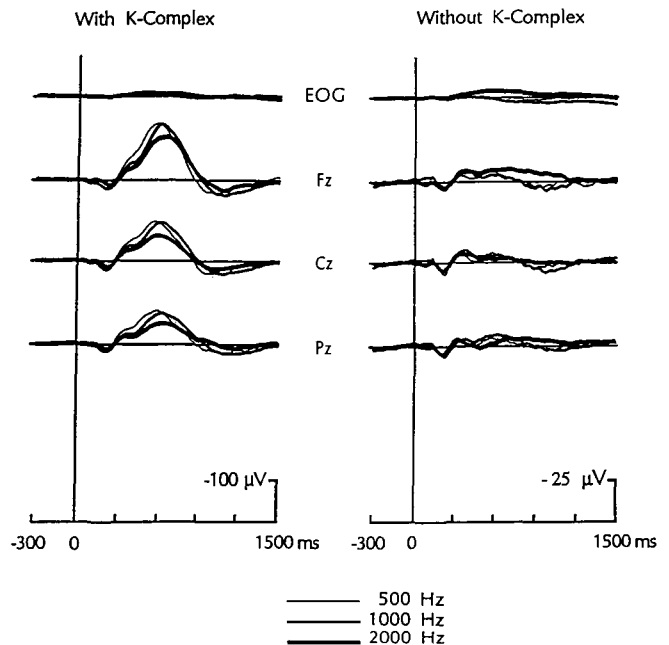 With K-Complex
Without K-Complex
EOG
Fz
Cz
Pz
-100 µV
-25 µV
-300 0 1500 ms
-300 0 1500 ms
500 Hz
1000 Hz
2000 Hz